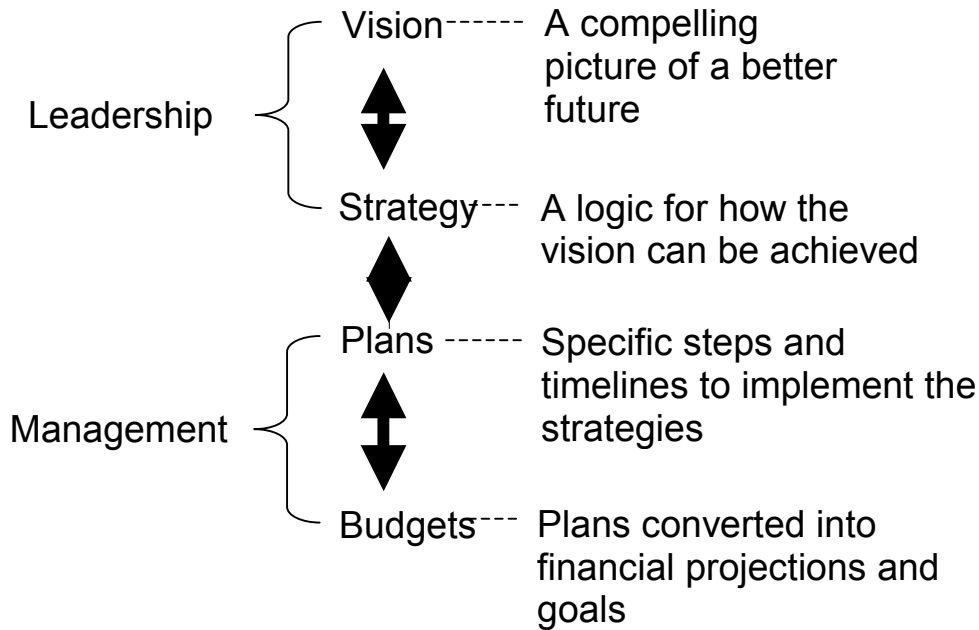 Vision
A compelling
picture of a better
future
Leadership
Strategy
A logic for how the
vision can be achieved
Plans
Specific steps and
timelines to implement the
strategies
Management
Budgets
Plans converted into
financial projections and
goals